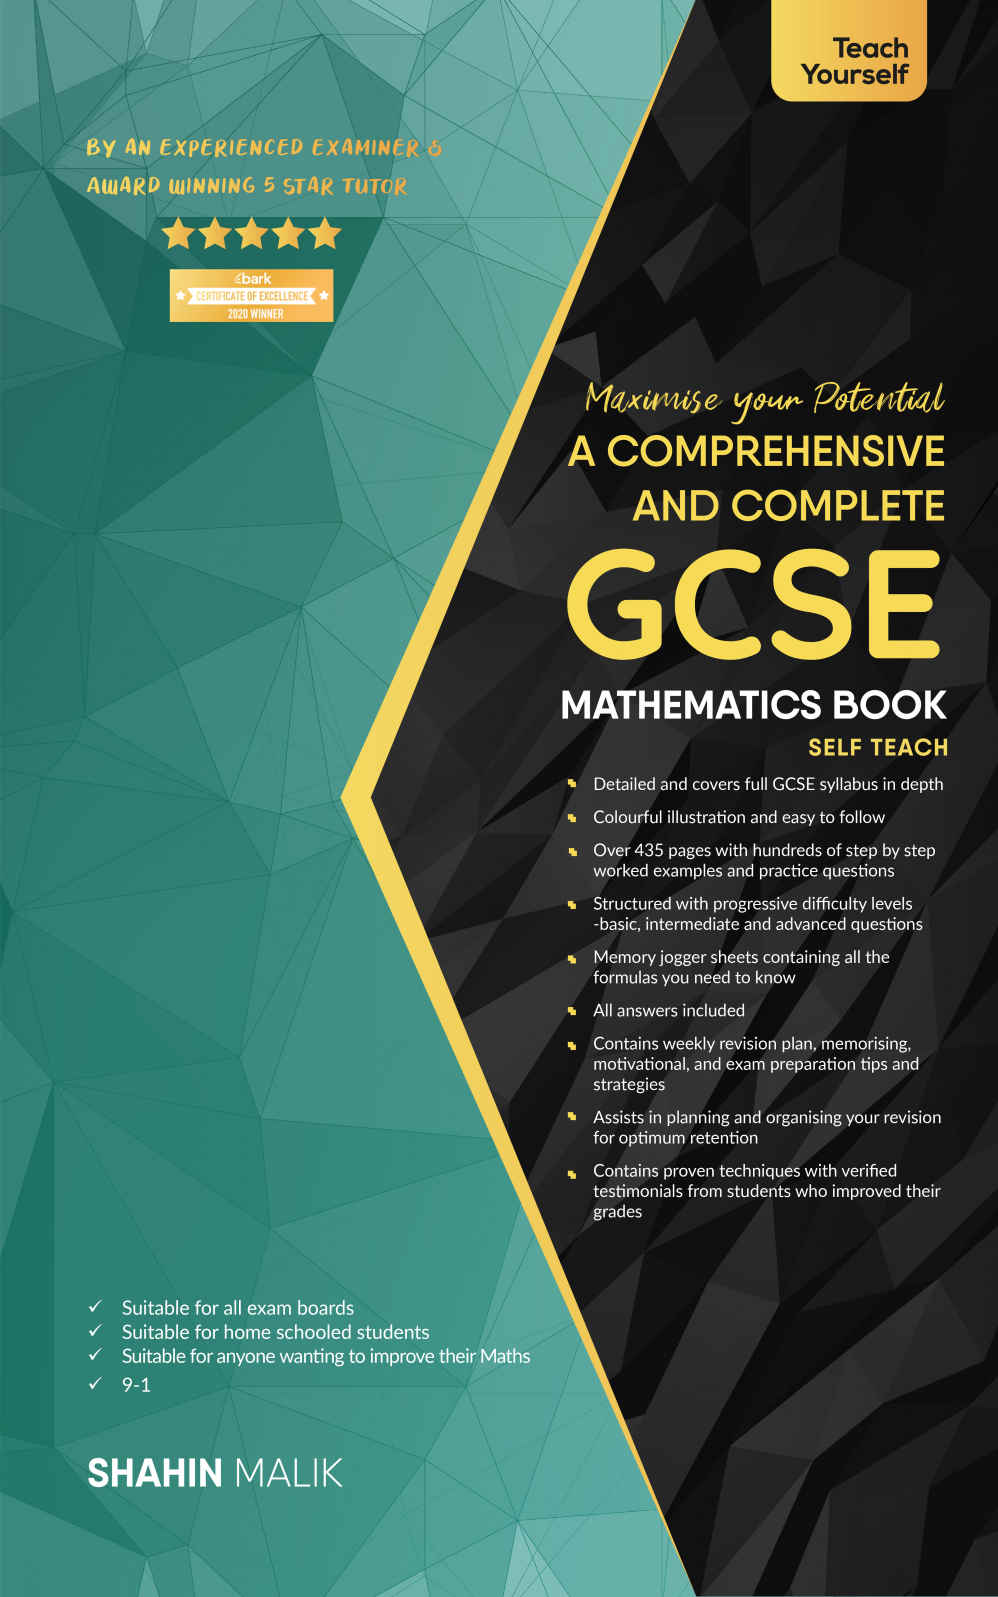 Teach
Yourself
BY AN EXPERIENCED EXAMINER &
AWARD WINNING 5 STAR TUTOR
bark
CERTIFICATE OF EXCELLENCE
2020 WINNER
Maximise your Potential
A COMPREHENSIVE
AND COMPLETE
GCSE
MATHEMATICS BOOK
SELF TEACH
Detailed and covers full GCSE syllabus in depth
Colourful illustration and easy to follow
Over 435 pages with hundreds of step by step
worked examples and practice questions
Structured with progressive difficulty levels
-basic, intermediate and advanced questions
Memory jogger sheets containing all the
formulas you need to know
All answers included
Contains weekly revision plan, memorising,
motivational, and exam preparation tips and
strategies
Assists in planning and organising your revision
for optimum retention
Contains proven techniques with verified
testimonials from students who improved their
grades
✓ Suitable for all exam boards
✓ Suitable for home schooled students
✓ Suitable for anyone wanting to improve their Maths
✓ 9-1
SHAHIN MALIK